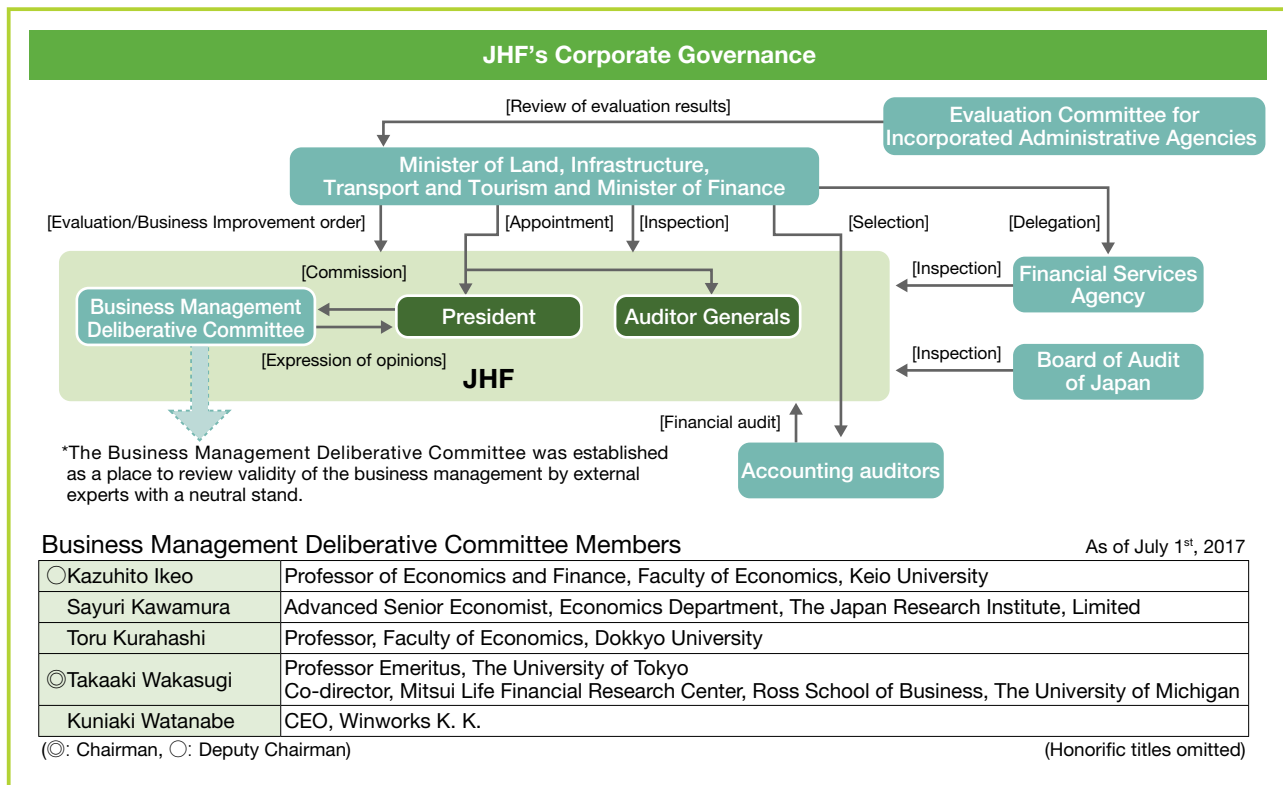 JHF's Corporate Governance
[Review of evaluation results]
Evaluation Committee for
Incorporated Administrative Agencies
Minister of Land, Infrastructure,
Transport and Tourism and Minister of Finance
[Evaluation/Business Improvement order]
[Appointment]
[Inspection]
[Selection]
[Delegation]
[Commission]
[Inspection]
Financial Services
Agency
Business Management
Deliberative Committee
President
Auditor Generals
[Expression of opinions]
JHF
[Inspection]
Board of Audit
of Japan
[Financial audit]
Accounting auditors
*The Business Management Deliberative Committee was established
as a place to review validity of the business management by external
experts with a neutral stand.
Business Management Deliberative Committee Members
As of July 1st, 2017
○Kazuhito Ikeo Professor of Economics and Finance, Faculty of Economics, Keio University
Sayuri Kawamura Advanced Senior Economist, Economics Department, The Japan Research Institute, Limited
Toru Kurahashi Professor, Faculty of Economics, Dokkyo University
◎Takaaki Wakasugi Professor Emeritus, The University of Tokyo
Co-director, Mitsui Life Financial Research Center, Ross School of Business, The University of Michigan
Kuniaki Watanabe CEO, Winworks K. K.
(◎: Chairman, ○: Deputy Chairman)
(Honorific titles omitted)